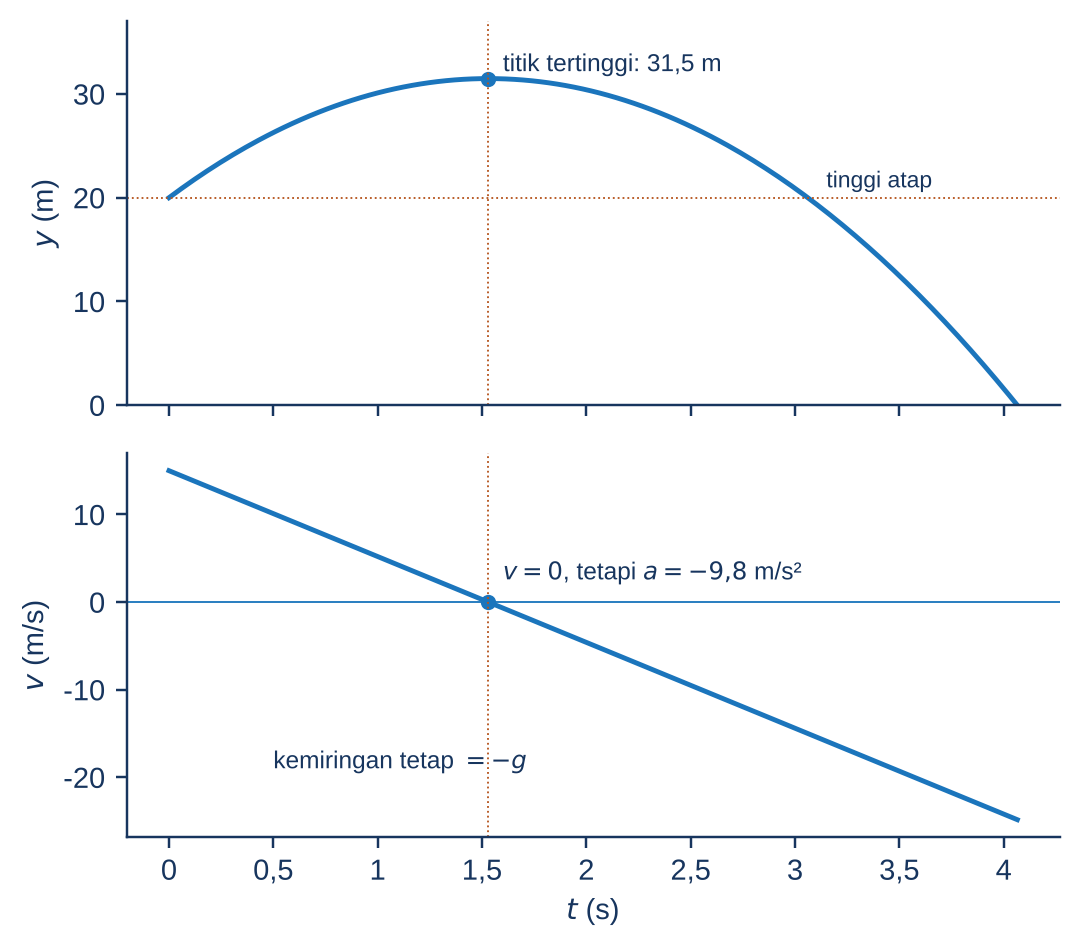 titik tertinggi: 31,5 m
30
tinggi atap
20
y (m)
10
0
10
v = 0, tetapi a = −9,8 m/s²
0
v (m/s)
-10
kemiringan tetap = −g
-20
0 0,5 1 1,5 2 2,5 3 3,5 4
t (s)